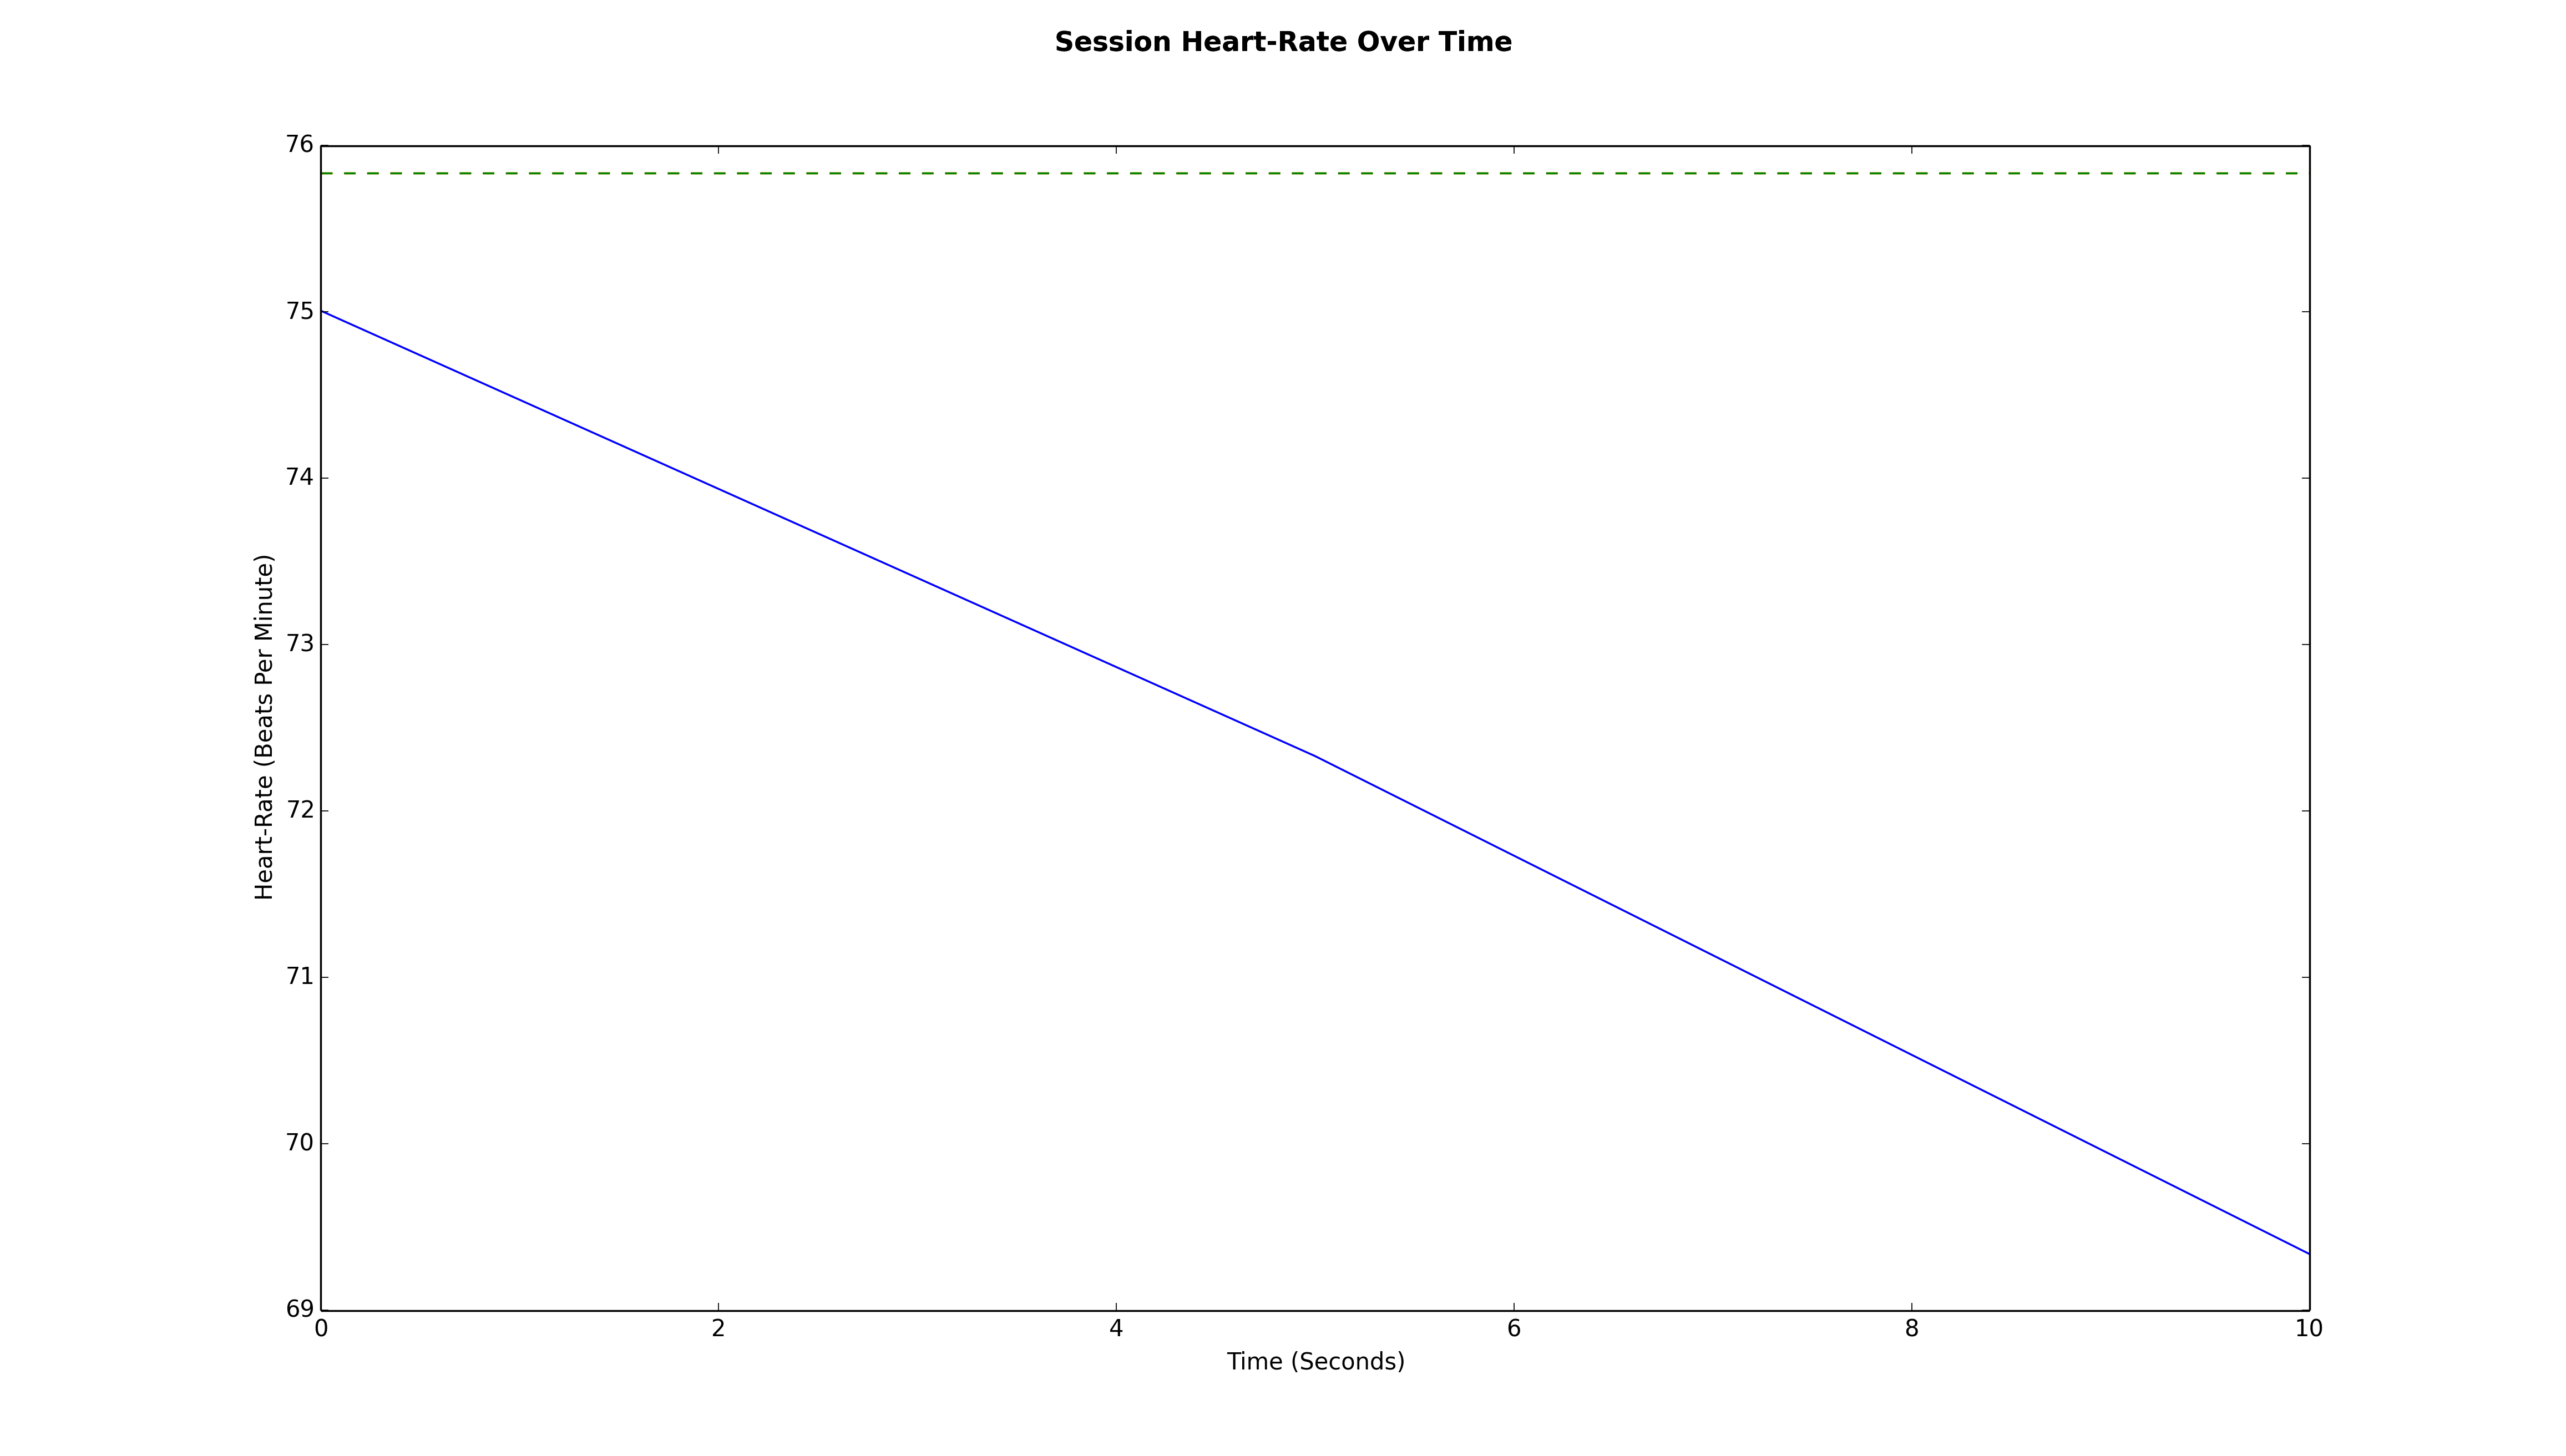 Session Heart-Rate Over Time
76
75
74
73
72
71
70
69
Heart-Rate (Beats Per Minute)
0 2 4 6 8 10
Time (Seconds)